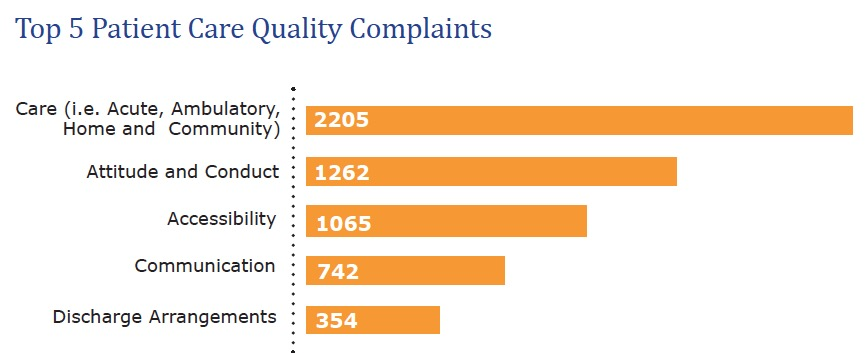 Top 5 Patient Care Quality Complaints
Care (i.e. Acute, Ambulatory,
Home and Community)
2205
Attitude and Conduct
1262
Accessibility
1065
Communication
742
Discharge Arrangements
354